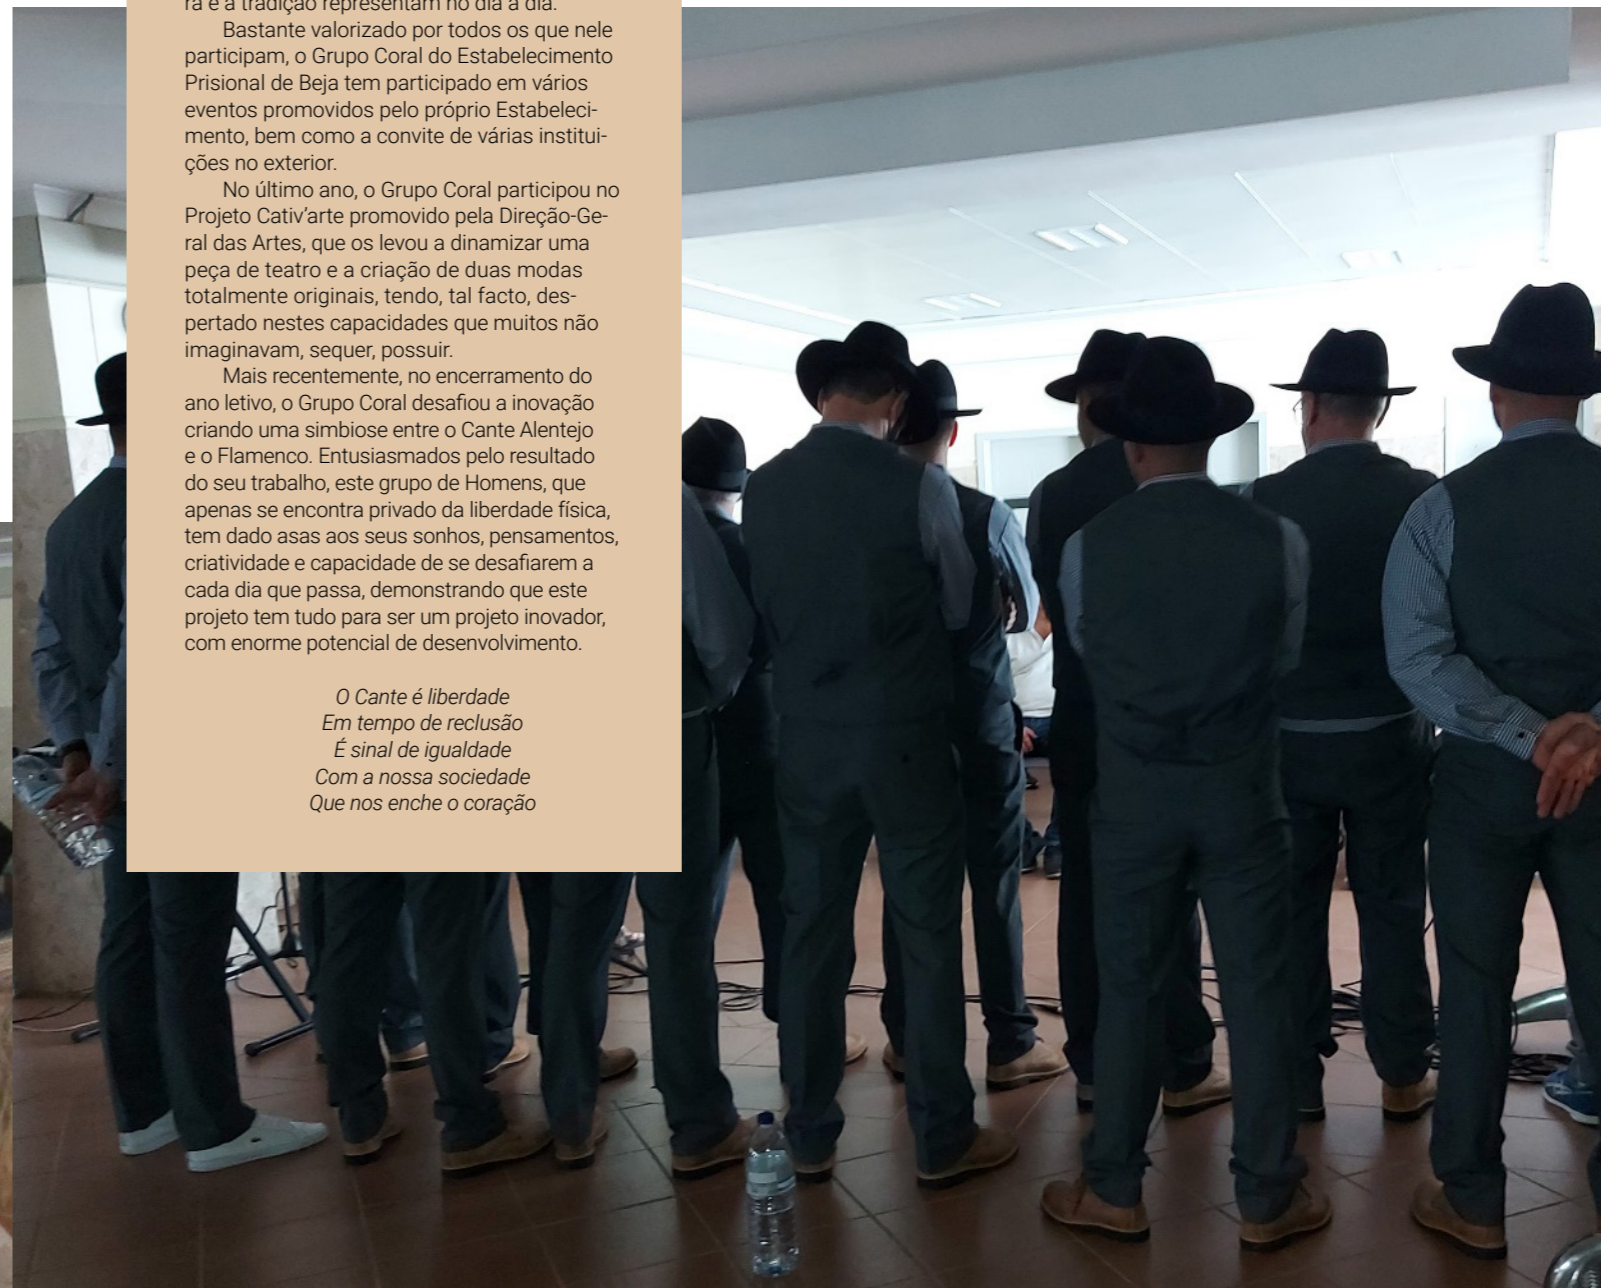 ra e a tradição representam no dia a dia.
Bastante valorizado por todos os que nele
participam, o Grupo Coral do Estabelecimento
Prisional de Beja tem participado em vários
eventos promovidos pelo próprio Estabeleci-
mento, bem como a convite de várias institui-
ções no exterior.
No último ano, o Grupo Coral participou no
Projeto Cativ’arte promovido pela Direção-Ge-
ral das Artes, que os levou a dinamizar uma
peça de teatro e a criação de duas modas
totalmente originais, tendo, tal facto, des-
pertado nestes capacidades que muitos não
imaginavam, sequer, possuir.
Mais recentemente, no encerramento do
ano letivo, o Grupo Coral desafiou a inovação
criando uma simbiose entre o Cante Alentejo
e o Flamenco. Entusiasmados pelo resultado
do seu trabalho, este grupo de Homens, que
apenas se encontra privado da liberdade física,
tem dado asas aos seus sonhos, pensamentos,
criatividade e capacidade de se desafiarem a
cada dia que passa, demonstrando que este
projeto tem tudo para ser um projeto inovador,
com enorme potencial de desenvolvimento.
O Cante é liberdade
Em tempo de reclusão
É sinal de igualdade
Com a nossa sociedade
Que nos enche o coração